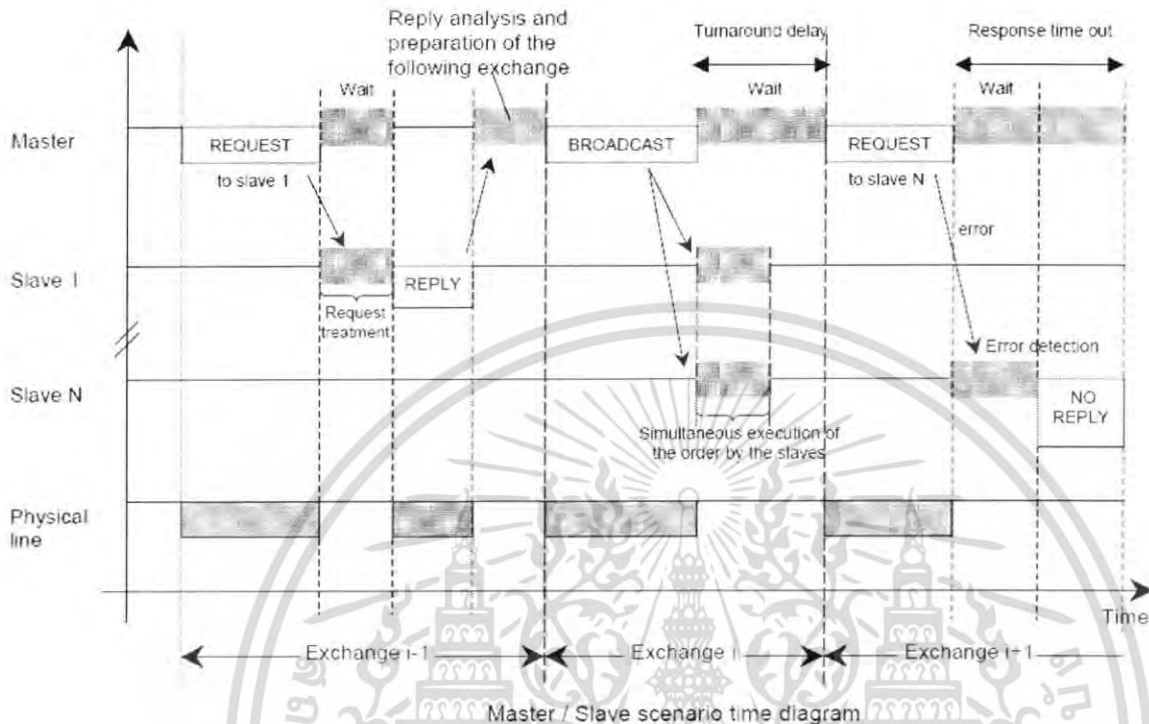 Reply analysis and
preparation of the
following exchange
Turnaround delay
Response time out
Wait
Wait
Wait
Master
REQUEST
BROADCAST
REQUEST
to slave 1
to slave N
error
Slave 1
REPLY
Request
treatment
Error detection
Slave N
NO
REPLY
Simultaneous execution of
the order by the slaves
Physical
line
Time
Exchange i-1
Exchange i
Exchange i+1
Master / Slave scenario time diagram